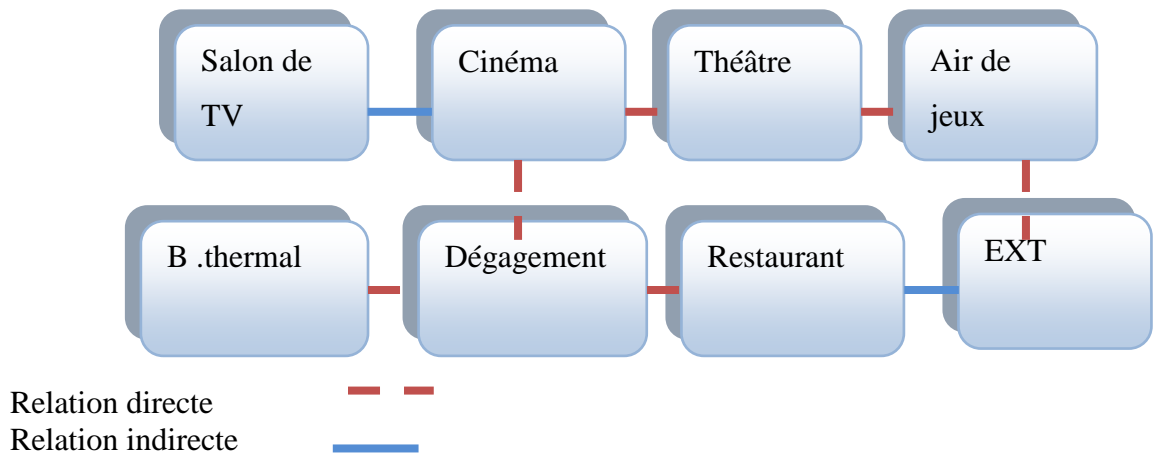 Salon de
TV
Cinéma
Théâtre
Air de
jeux
B .thermal
Dégagement
Restaurant
EXT
Relation directe
Relation indirecte